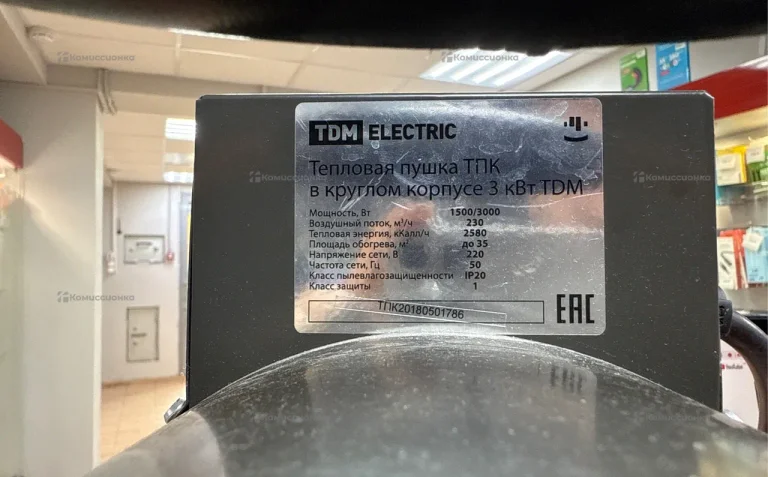 Комиссионка
Комиссионка
TDM ELECTRIC
Тепловая пушка ТПК
в круглом корпусе 3 кВт TDM
Комиссионка
Комиссионка
Мощность, Вт 1500/3000
Воздушный поток, м³/ч 230
Тепловая энергия, кКалл/ч 2580
Площадь обогрева, м² до 35
Напряжение сети, В 220
Частота сети, Гц 50
Класс пылевлагозащищенности IP20
Класс защиты 1
Комиссионка
ТПК20180501786
EAC
YouTube